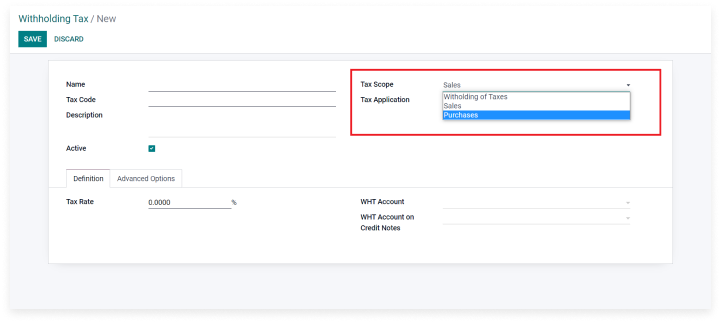 Withholding Tax / New
SAVE DISCARD
Name
Tax Code
Description
Active
Tax Scope Sales
Tax Application
Witholding of Taxes
Sales
Purchases
Definition Advanced Options
Tax Rate 0.0000 %
WHT Account
WHT Account on
Credit Notes